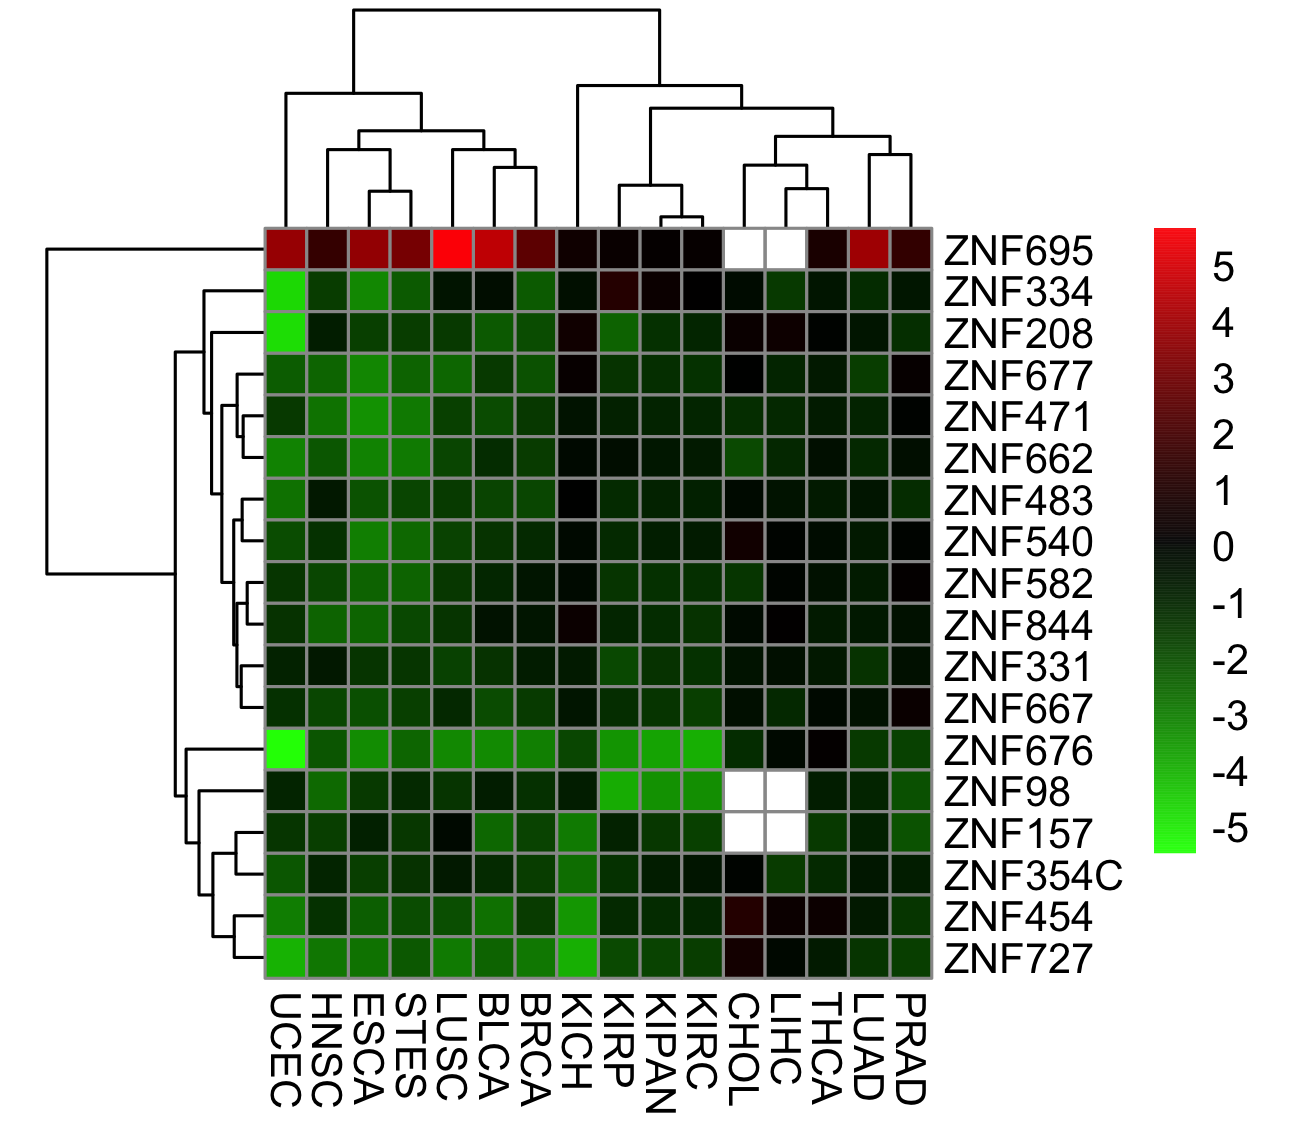 ZNF695
ZNF334
ZNF208
ZNF677
ZNF471
ZNF662
ZNF483
ZNF540
ZNF582
ZNF844
ZNF331
ZNF667
ZNF676
ZNF98
ZNF157
ZNF354C
ZNF454
ZNF727
5
4
3
2
1
0
-1
-2
-3
-4
-5
UCEC
HNSC
ESCA
STES
LUSC
BLCA
BRCA
KICH
KIRP
KIPAN
KIRC
CHOL
LIHC
THCA
LUAD
PRAD